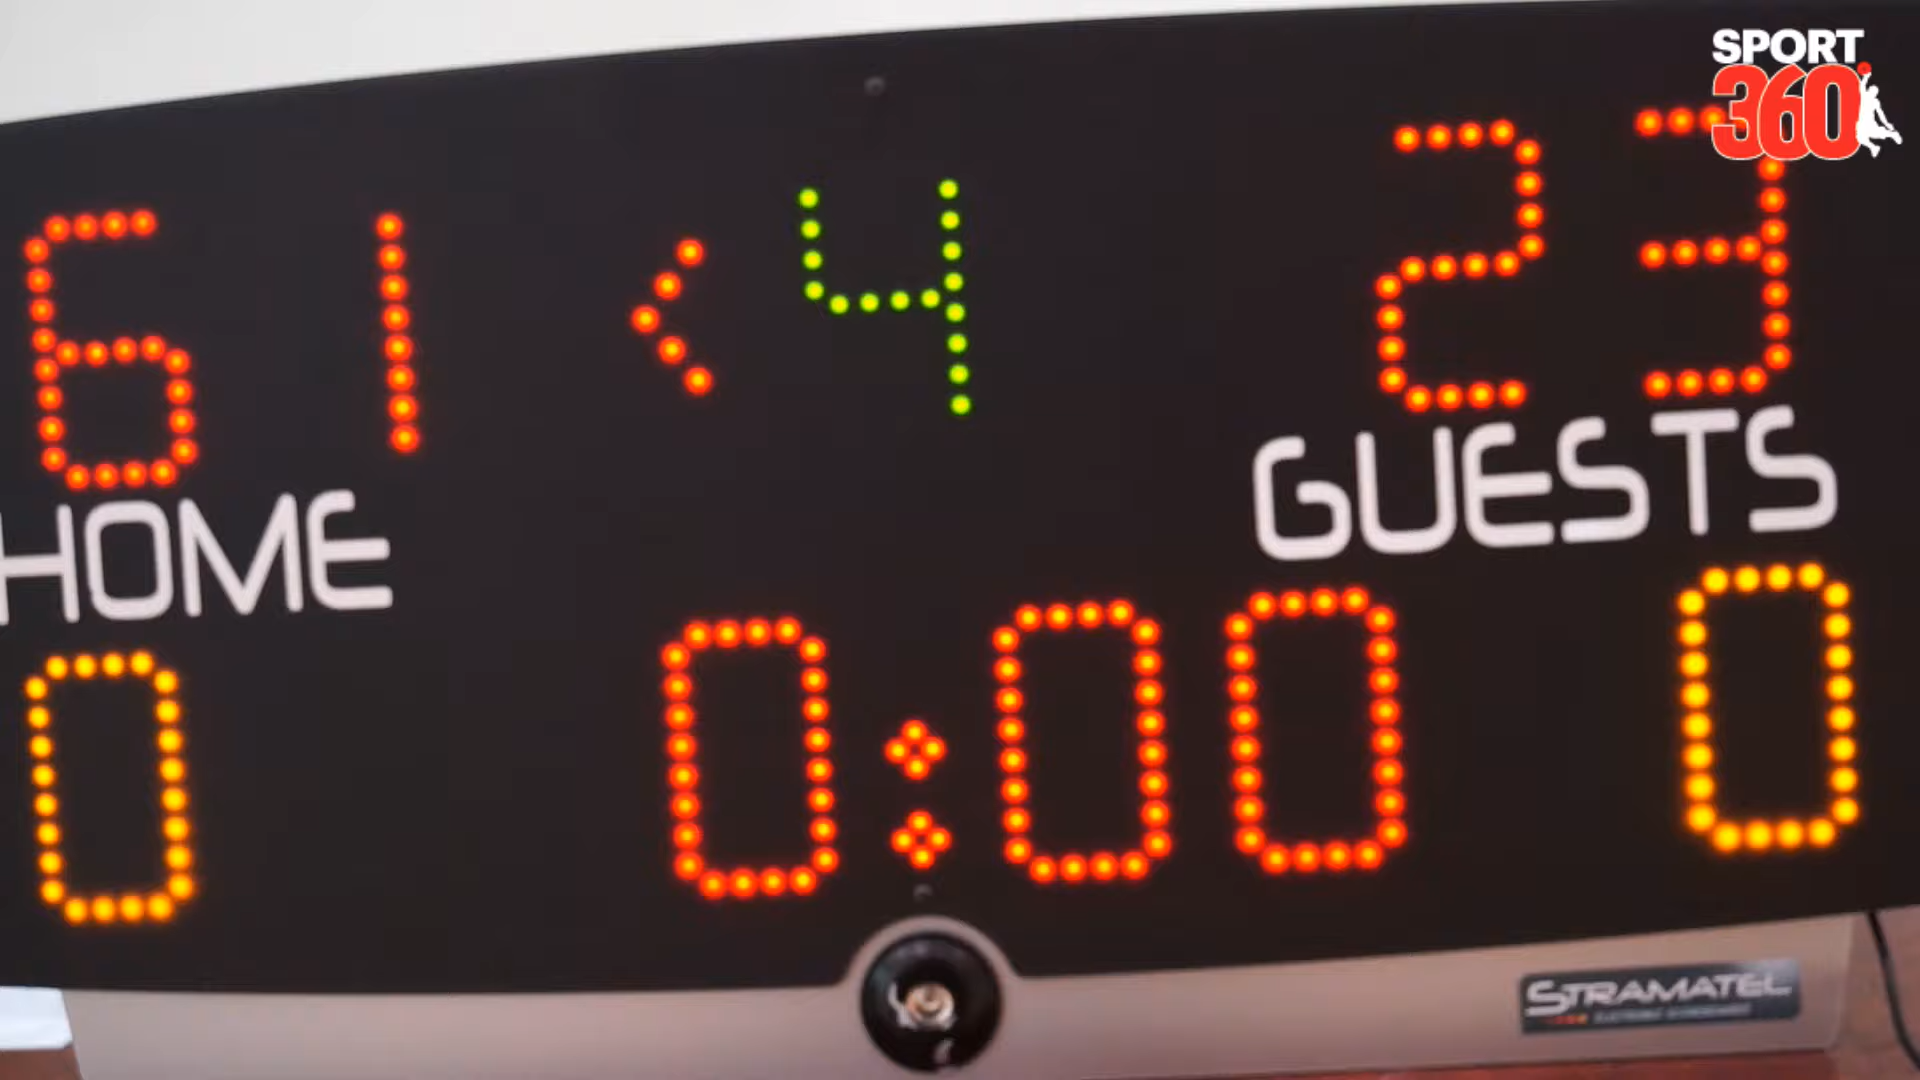 SPORT
360°
61 < 4 23
HOME GUESTS
0 0:00 0
STRAMATEL